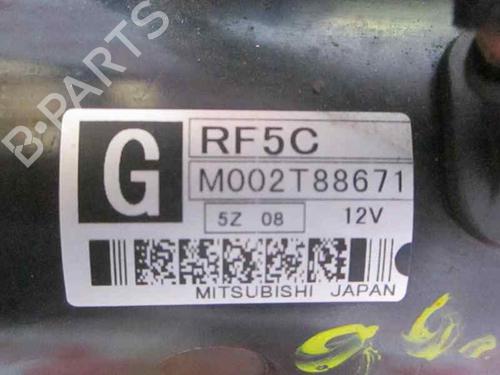 B-PARTS
G
RF5C
M002T88671
5Z 08
12V
MITSUBISHI JAPAN